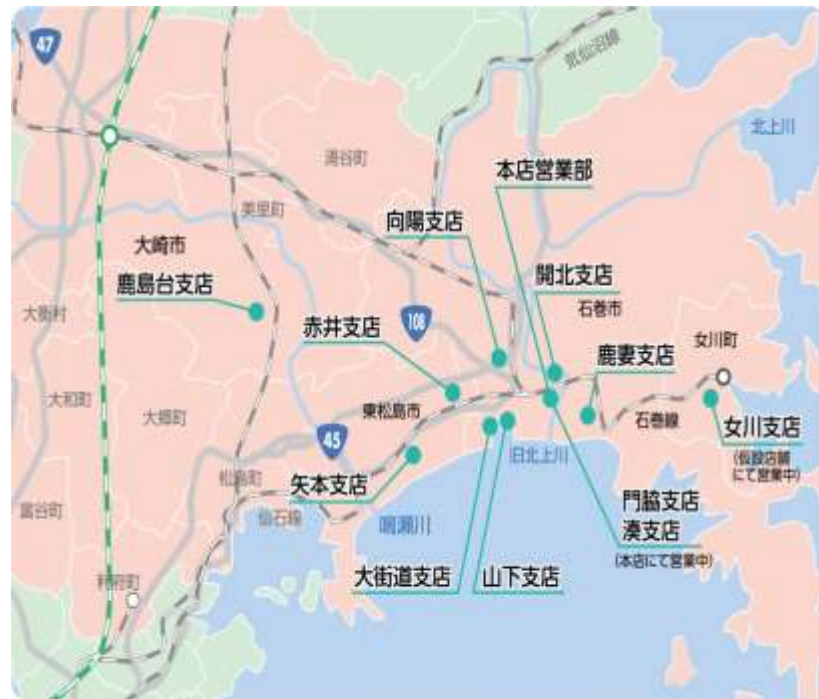 47
気仙沼線
北上川
涌谷町
本店営業部
美里町
向陽支店
大崎市
鹿島台支店
開北支店
石巻市
大衡村
108
赤井支店
鹿妻支店
女川町
大和町
大郷町
東松島市
45
石巻線
女川支店
(仮設店舗
にて営業中)
旧北上川
松島町
矢本支店
仙石線
鳴瀬川
富谷町
門脇支店
湊支店
(本店にて営業中)
大街道支店
山下支店
利府町